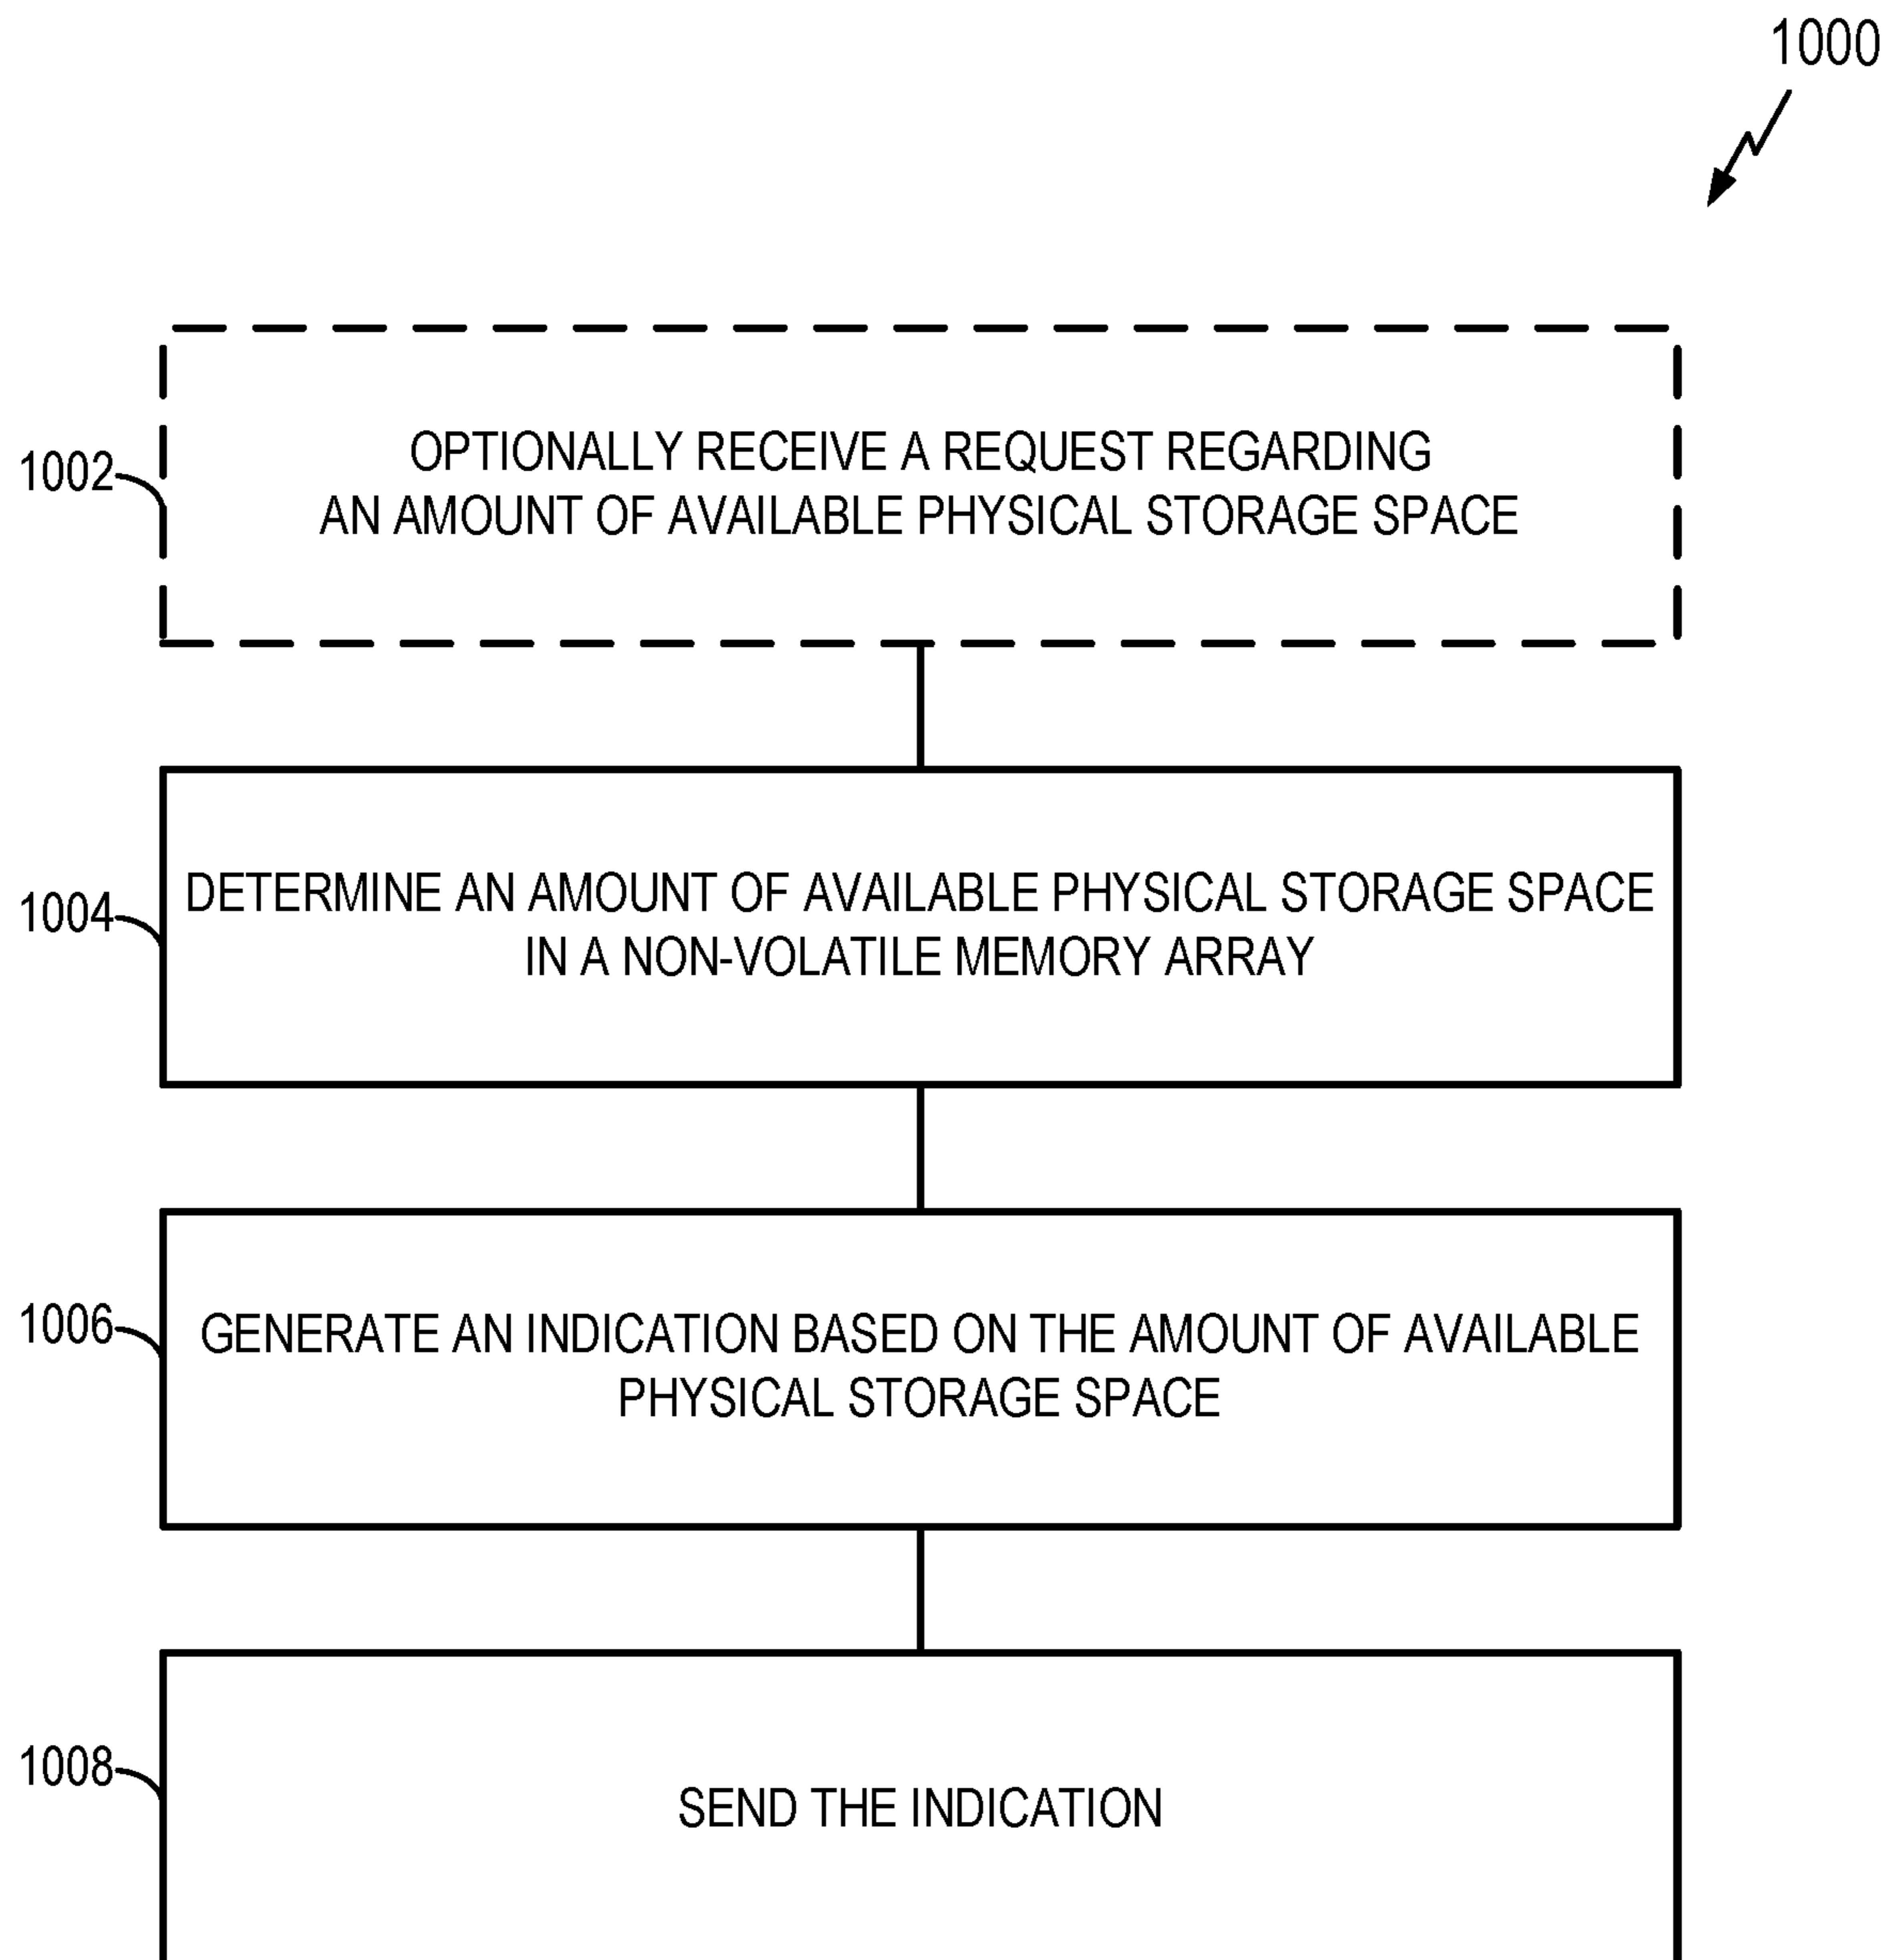 1000
1002
OPTIONALLY RECEIVE A REQUEST REGARDING
AN AMOUNT OF AVAILABLE PHYSICAL STORAGE SPACE
1004
DETERMINE AN AMOUNT OF AVAILABLE PHYSICAL STORAGE SPACE
IN A NON-VOLATILE MEMORY ARRAY
1006
GENERATE AN INDICATION BASED ON THE AMOUNT OF AVAILABLE
PHYSICAL STORAGE SPACE
1008
SEND THE INDICATION